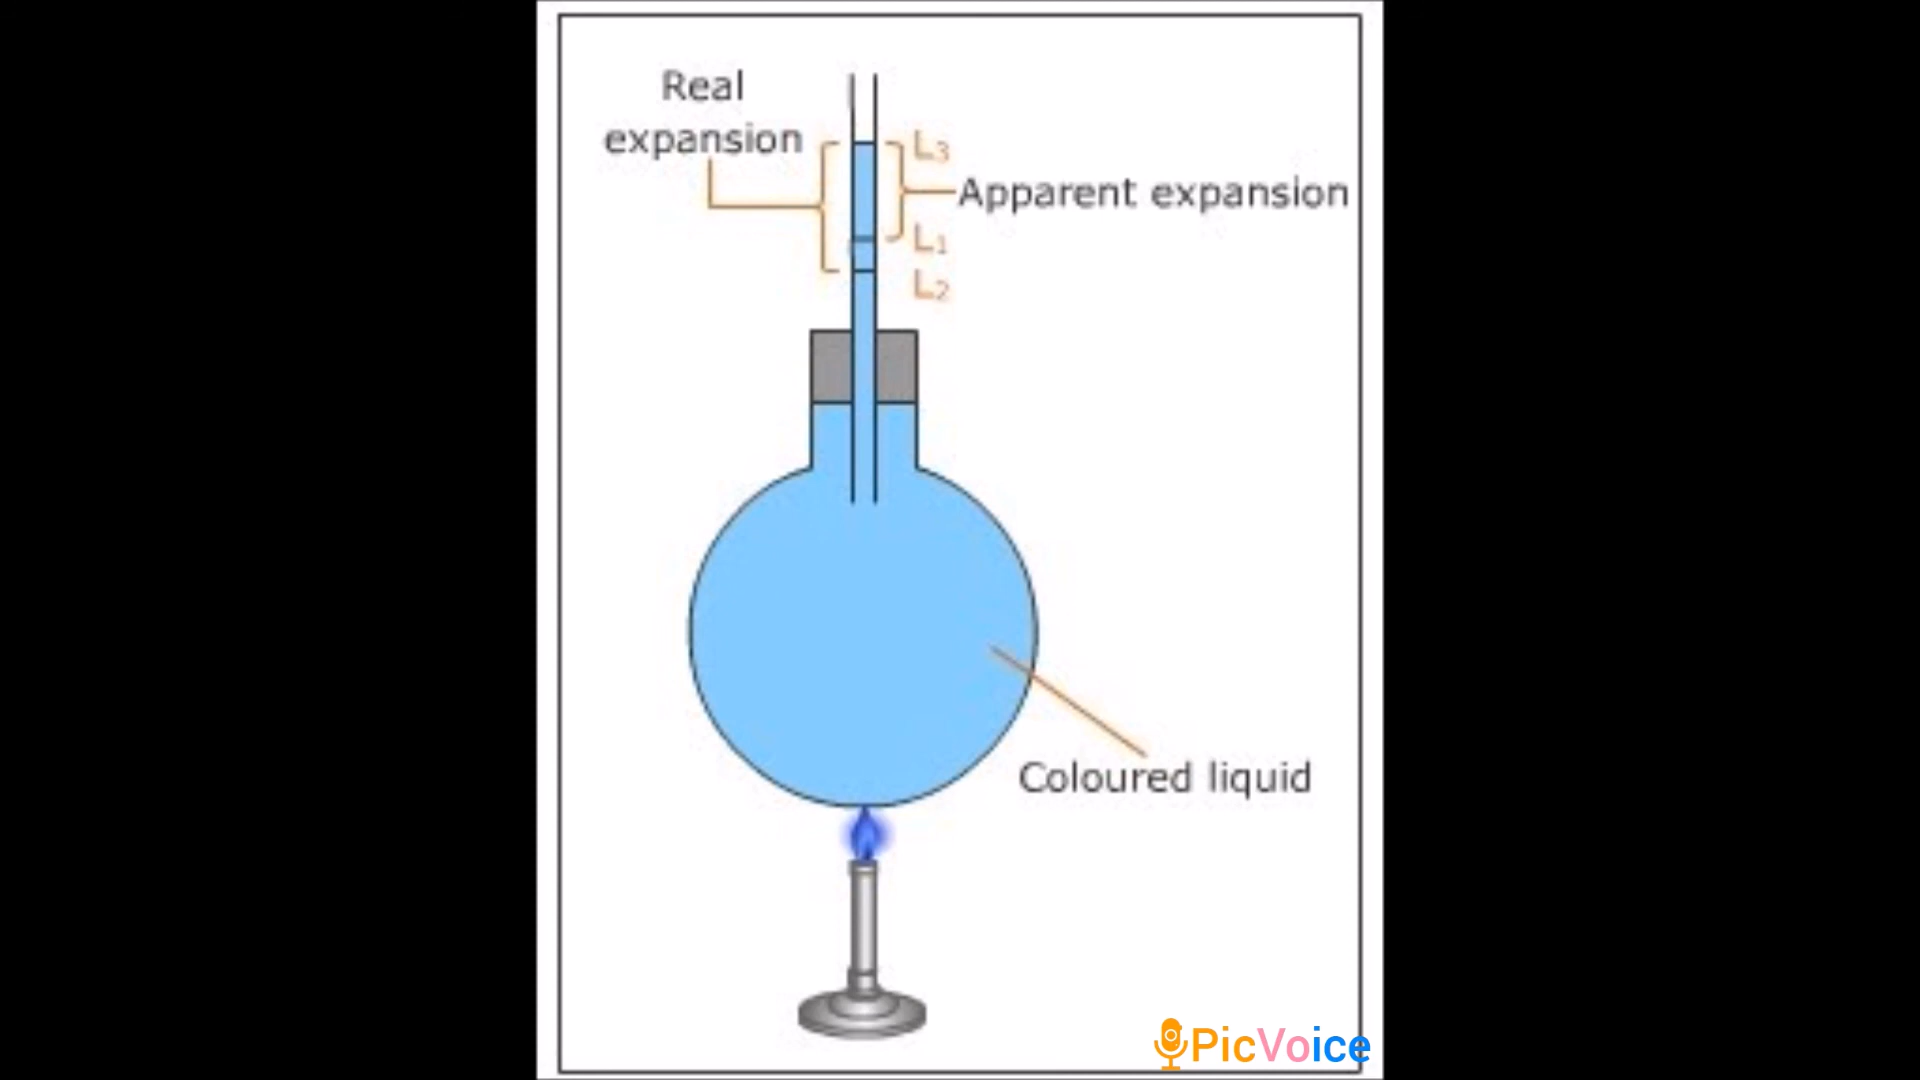 Real
expansion
L3
Apparent expansion
L1
L2
Coloured liquid
PicVoice